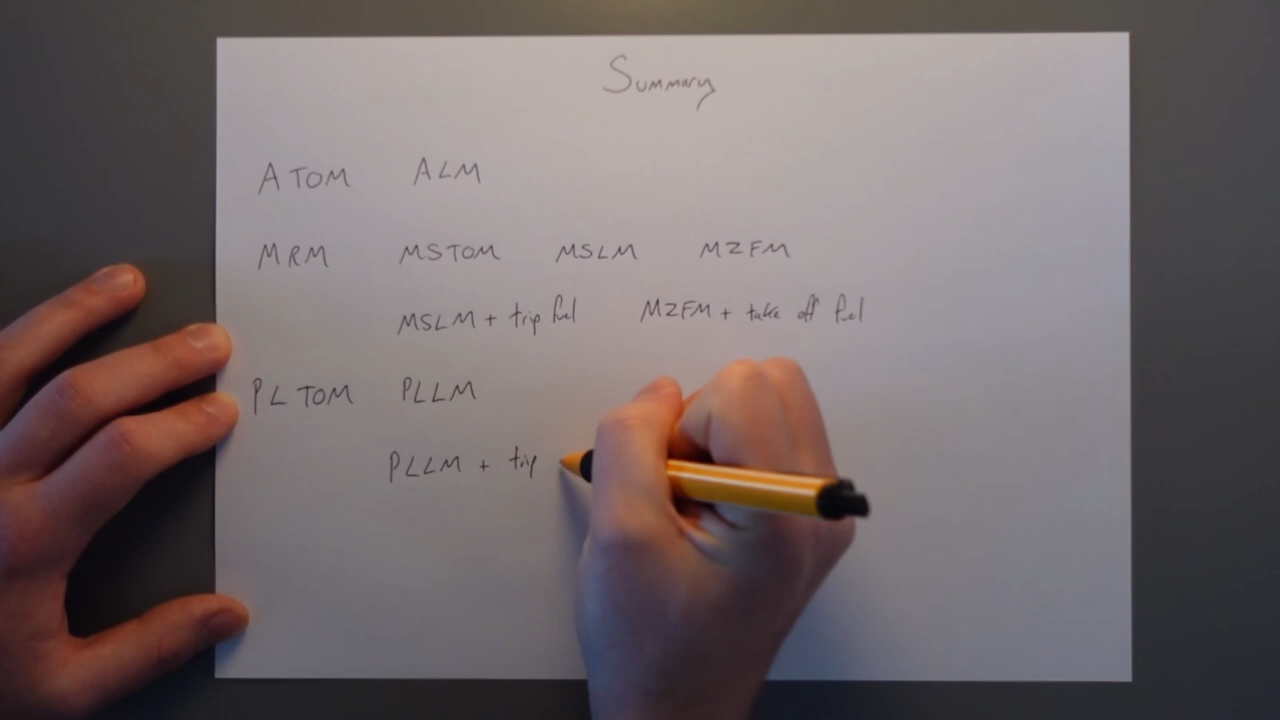 Summary
ATOM ALM
MRM MSTOM MSLM MZFM
MSLM + trip fuel MZFM + take off fuel
PLTOM PLLM
PLLM + trip